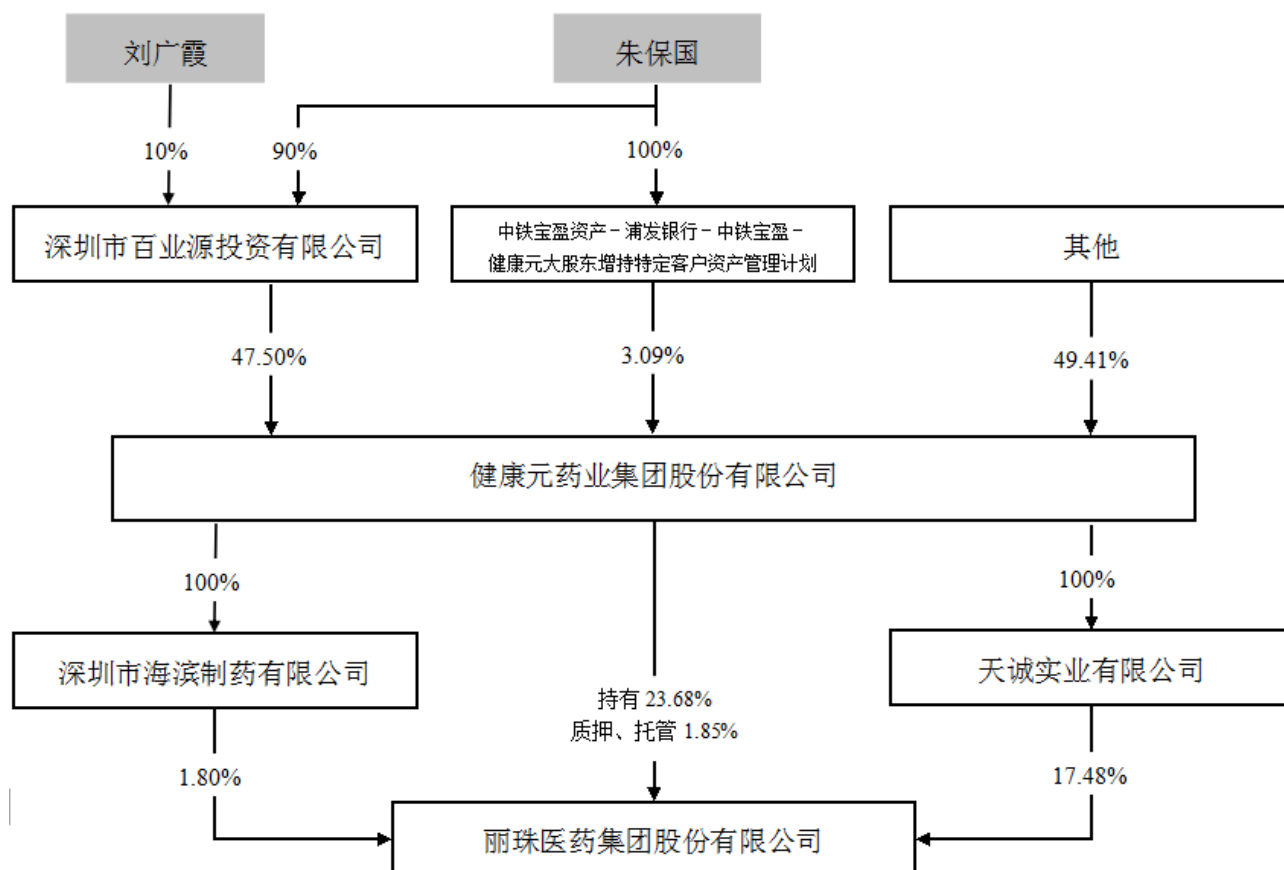 刘广霞
朱保国
10%
90%
100%
深圳市百业源投资有限公司
中铁宝盈资产－浦发银行－中铁宝盈－
健康元大股东增持特定客户资产管理计划
其他
47.50%
3.09%
49.41%
健康元药业集团股份有限公司
100%
100%
深圳市海滨制药有限公司
天诚实业有限公司
持有 23.68%
质押、托管 1.85%
1.80%
17.48%
丽珠医药集团股份有限公司